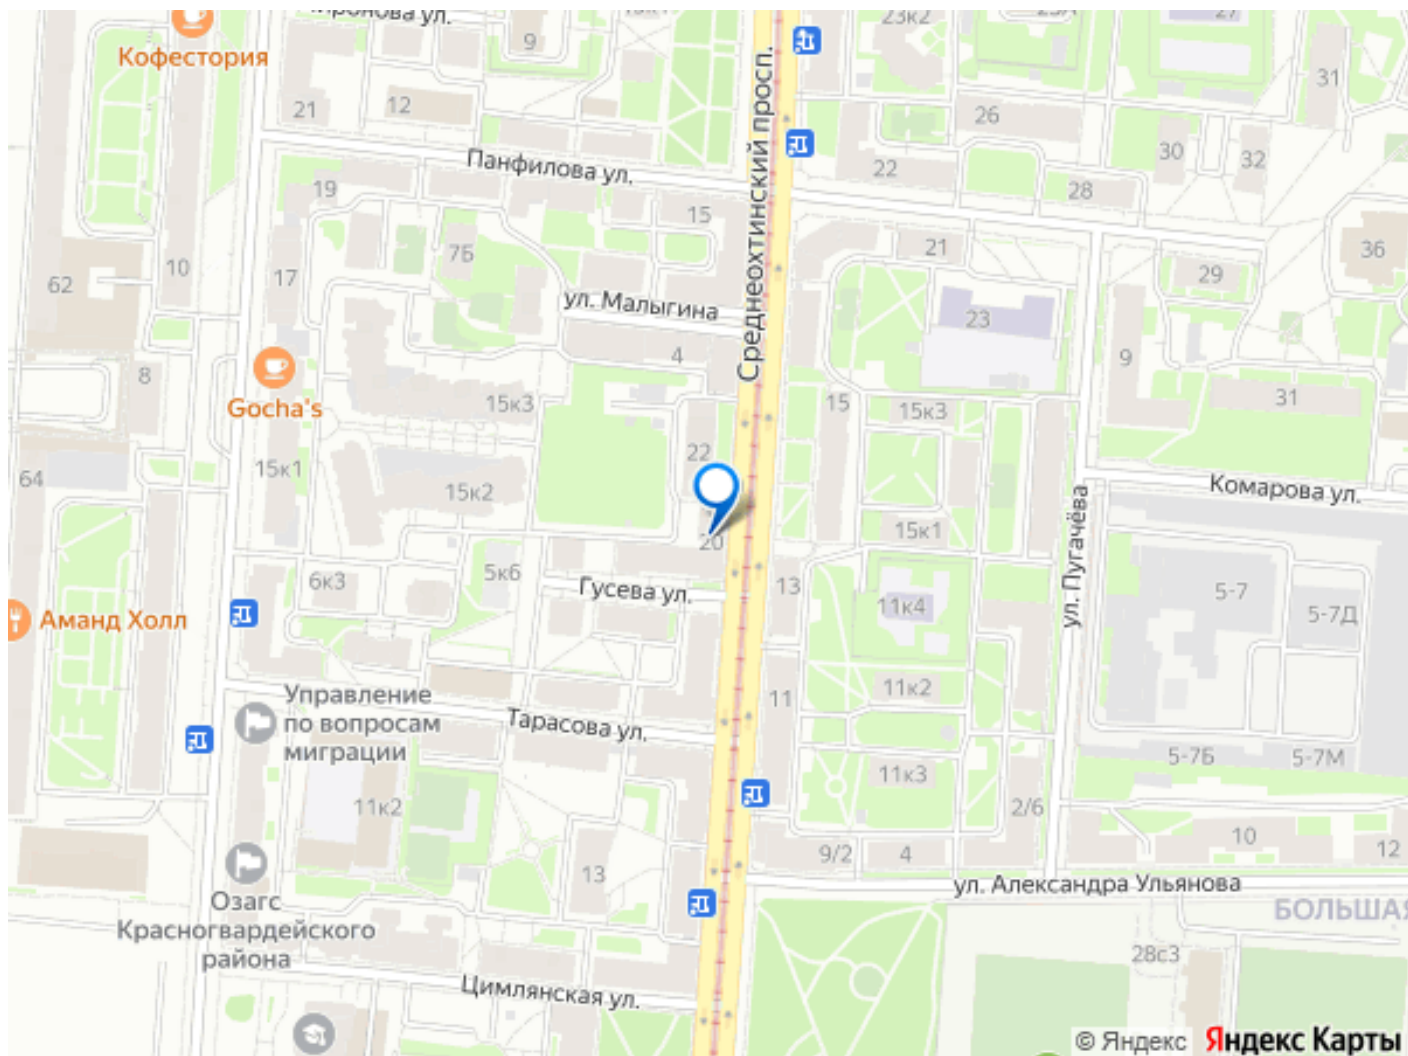 9
23к2
27
Кофестория
31
21
12
26
Среднеохтинский просп.
Панфилова ул.
22
30
32
19
15
28
7Б
21
36
10
17
29
62
ул. Малыгина
23
4
9
8
Gocha's
15к3
15
15к3
31
22
15к1
64
15к2
Комарова ул.
ул. Пугачёва
15к1
20
6к3
5к6
Гусева ул.
13
11к4
5-7
5-7Д
Аманд Холл
11к2
11
Управление
по вопросам
миграции
Тарасова ул.
5-7Б
5-7М
11к3
11к2
2/6
10
12
9/2
4
13
ул. Александра Ульянова
Озагс
Красногвардейского
района
28с3
Цимлянская ул.
© Яндекс
Яндекс Карты